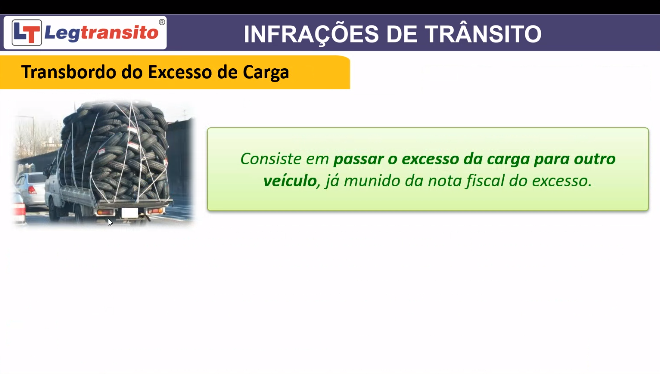 LT Legtransito®
INFRAÇÕES DE TRÂNSITO
Transbordo do Excesso de Carga
Consiste em passar o excesso da carga para outro
veículo, já munido da nota fiscal do excesso.